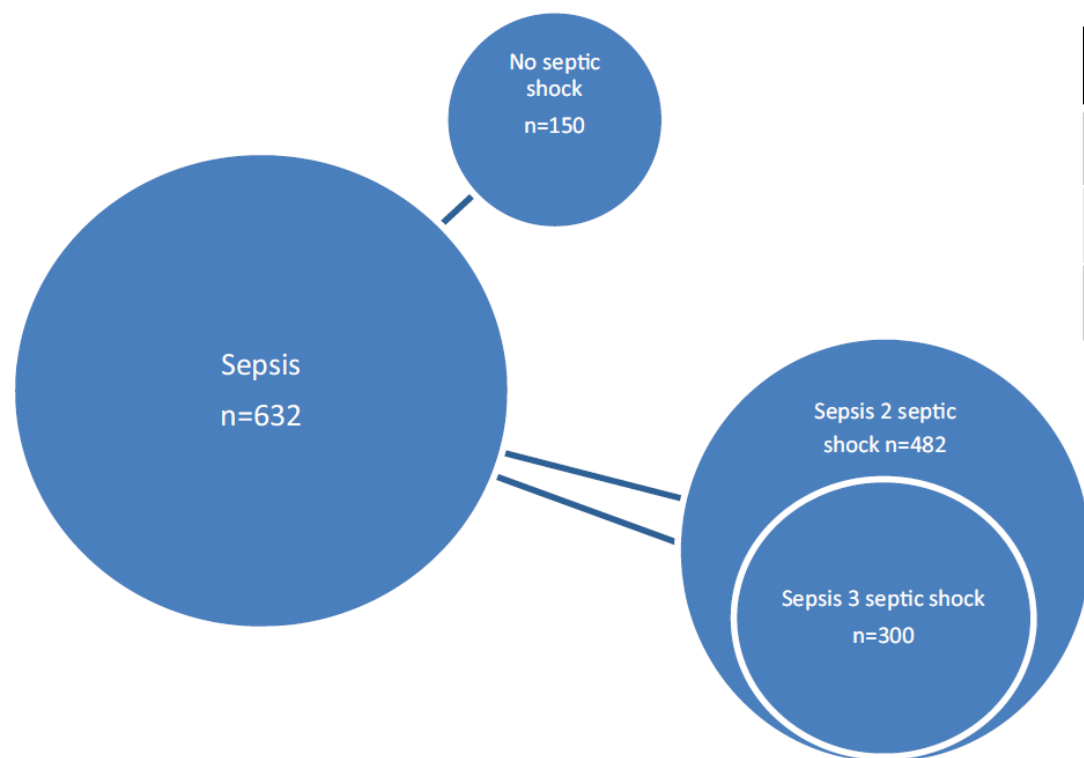 No septic
shock
n=150
Sepsis
n=632
Sepsis 2 septic
shock n=482
Sepsis 3 septic shock
n=300